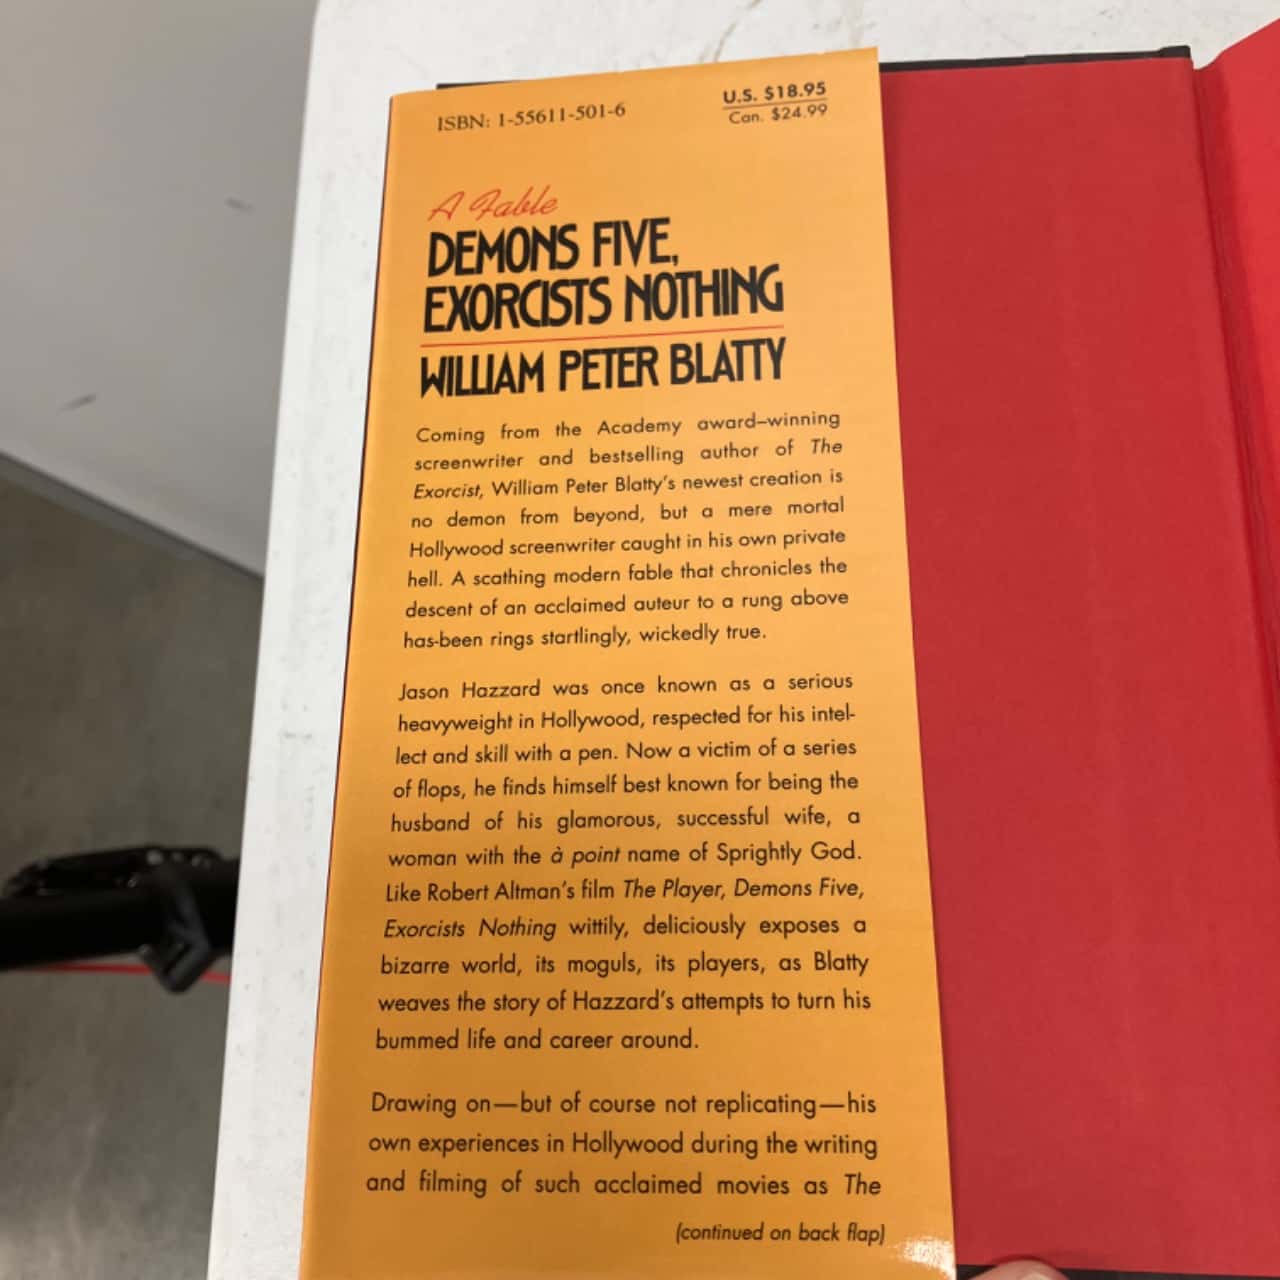 ISBN: 1-55611-501-6
U.S. $18.95
Can. $24.99
A Fable
DEMONS FIVE,
EXORCISTS NOTHING
WILLIAM PETER BLATTY
Coming from the Academy award–winning
screenwriter and bestselling author of The
Exorcist, William Peter Blatty's newest creation is
no demon from beyond, but a mere mortal
Hollywood screenwriter caught in his own private
hell. A scathing modern fable that chronicles the
descent of an acclaimed auteur to a rung above
has-been rings startlingly, wickedly true.
Jason Hazzard was once known as a serious
heavyweight in Hollywood, respected for his intel-
lect and skill with a pen. Now a victim of a series
of flops, he finds himself best known for being the
husband of his glamorous, successful wife, a
woman with the à point name of Sprightly God.
Like Robert Altman's film The Player, Demons Five,
Exorcists Nothing wittily, deliciously exposes a
bizarre world, its moguls, its players, as Blatty
weaves the story of Hazzard's attempts to turn his
bummed life and career around.
Drawing on—but of course not replicating—his
own experiences in Hollywood during the writing
and filming of such acclaimed movies as The
(continued on back flap)